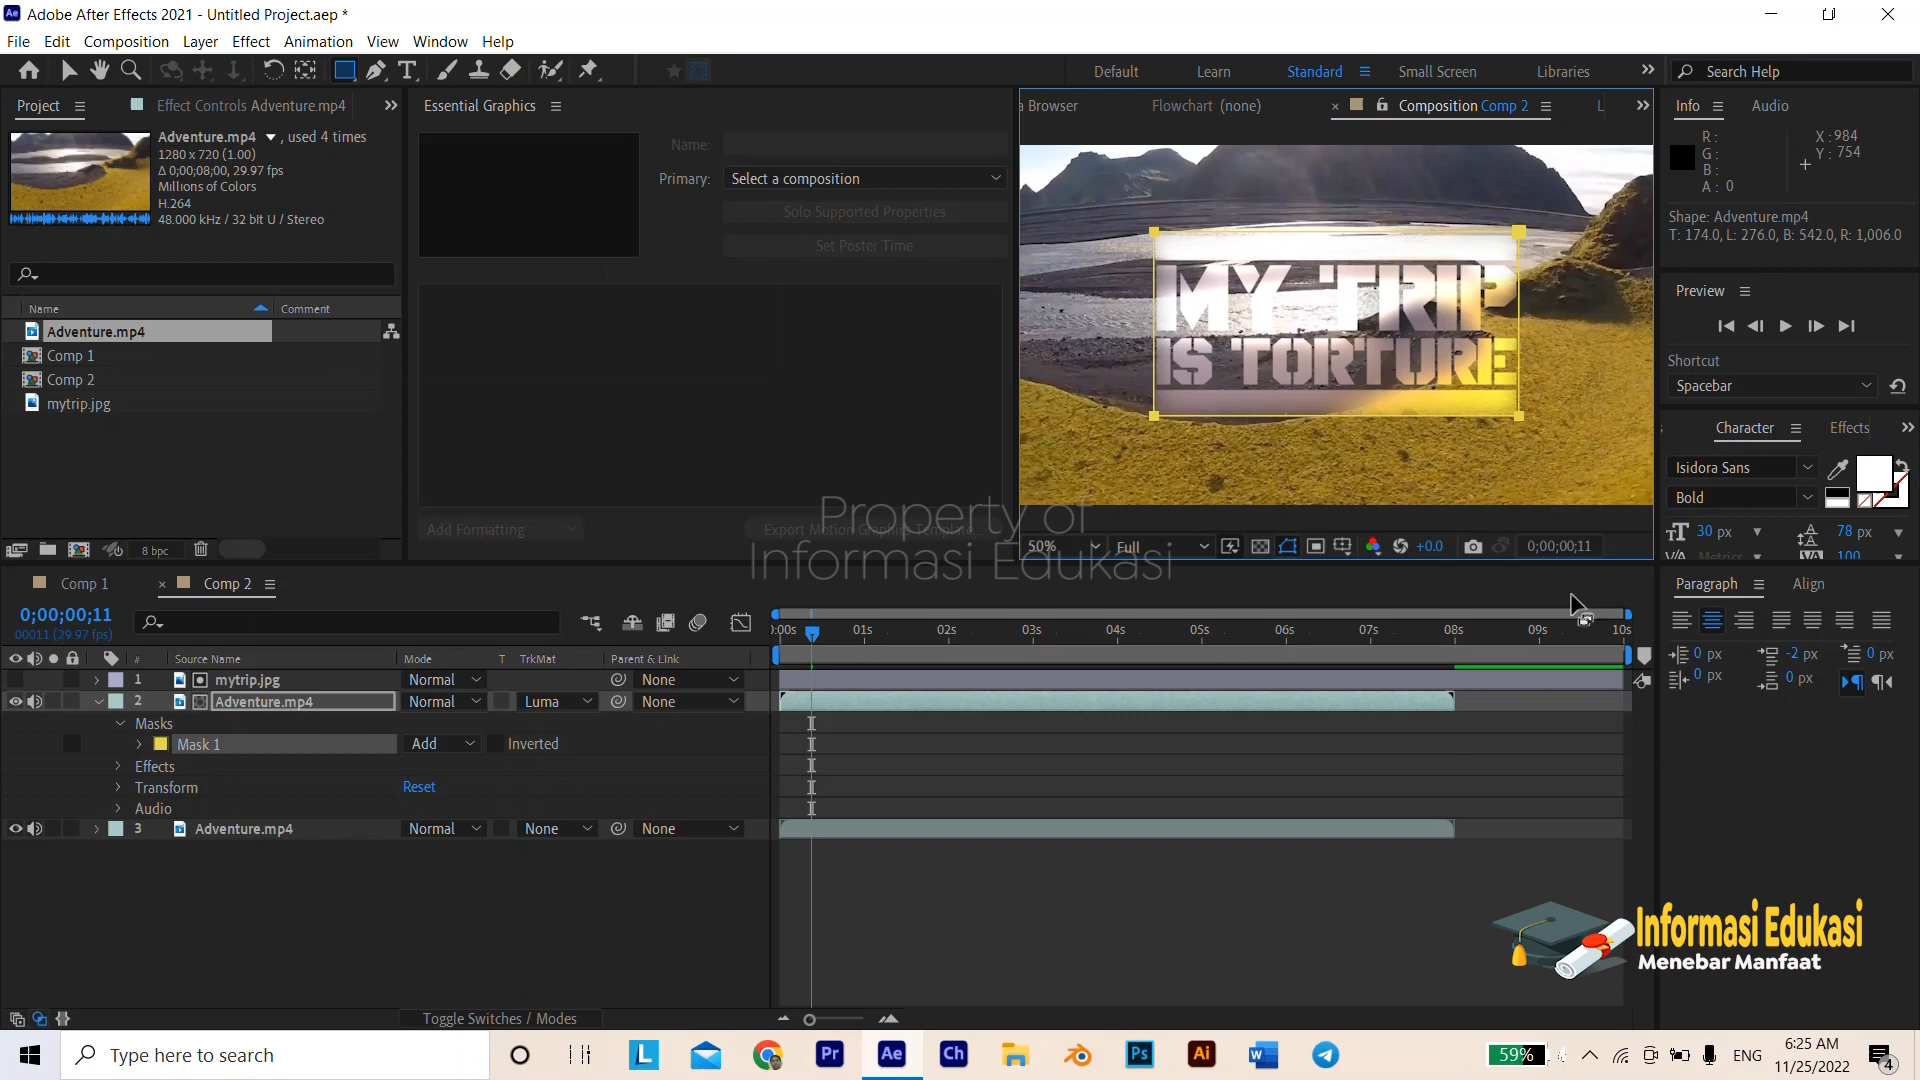 Adobe After Effects 2021 - Untitled Project.aep *
File Edit Composition Layer Effect Animation View Window Help
Default Learn Standard Small Screen Libraries Search Help
Project Effect Controls Adventure.mp4
Adventure.mp4 , used 4 times
1280 x 720 (1.00)
Δ 0;00;08;00, 29.97 fps
Millions of Colors
H.264
48.000 kHz / 32 bit U / Stereo
Name Comment
Adventure.mp4
Comp 1
Comp 2
mytrip.jpg
8 bpc
Essential Graphics
Name:
Primary: Select a composition
Solo Supported Properties
Set Poster Time
Add Formatting
Export Motion Graphics Template...
a Browser Flowchart (none) Composition Comp 2 L
MY TRIP
IS TORTURE
50% Full +0.0 0;00;00;11
Property of
Informasi Edukasi
Info Audio
R:
G:
B:
A: 0
X: 984
Y: 754
Shape: Adventure.mp4
T: 174.0, L: 276.0, B: 542.0, R: 1,006.0
Preview
Shortcut
Spacebar
Character Effects
Isidora Sans
Bold
30 px 78 px
Metrics 100
Paragraph Align
0 px -2 px 0 px
0 px 0 px
Comp 1 Comp 2
0;00;00;11
00011 (29.97 fps)
# Source Name Mode T TrkMat Parent & Link
0:00s 01s 02s 03s 04s 05s 06s 07s 08s 09s 10s
1 mytrip.jpg Normal None
2 Adventure.mp4 Normal Luma None
Masks
Mask 1 Add Inverted
Effects
Transform Reset
Audio
3 Adventure.mp4 Normal None None
Toggle Switches / Modes
Informasi Edukasi
Menebar Manfaat
Type here to search
L Pr Ae Ch Ps Ai W
59% ENG
6:25 AM
11/25/2022
4